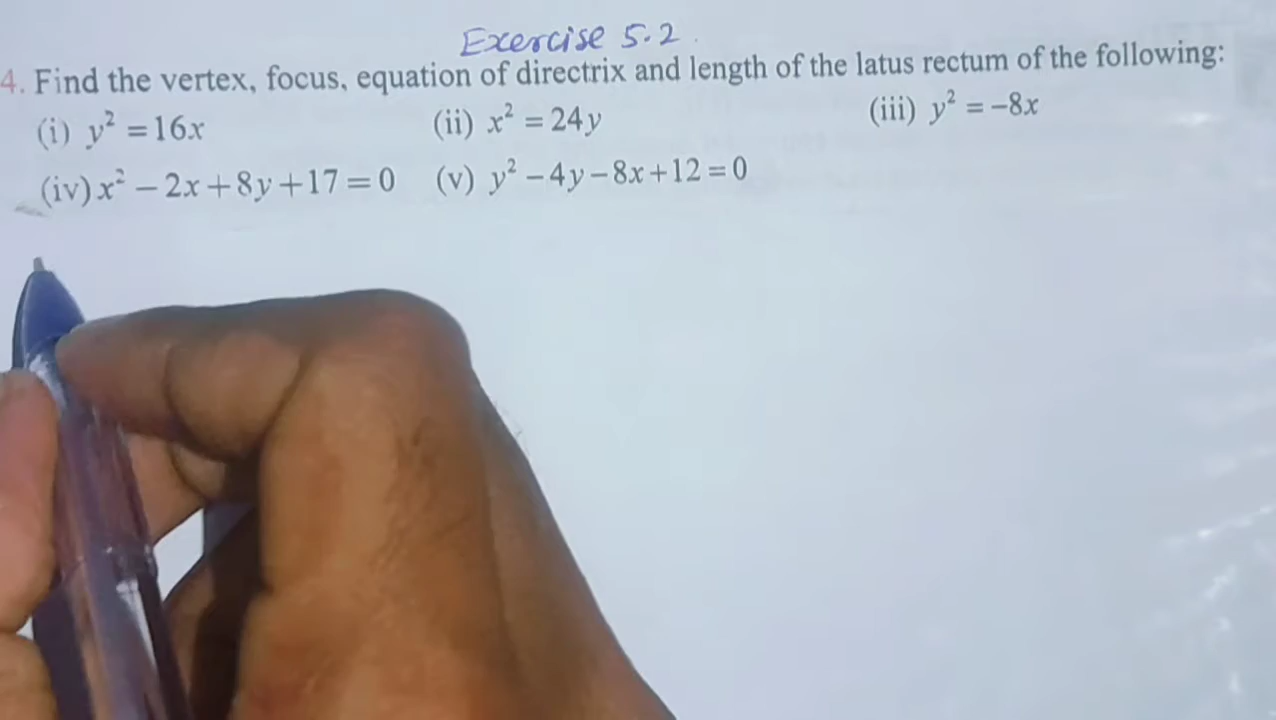 Exercise 5.2.
4. Find the vertex, focus, equation of directrix and length of the latus rectum of the following:
(i) y² = 16x (ii) x² = 24y (iii) y² = −8x
(iv) x² − 2x + 8y + 17 = 0 (v) y² − 4y − 8x + 12 = 0